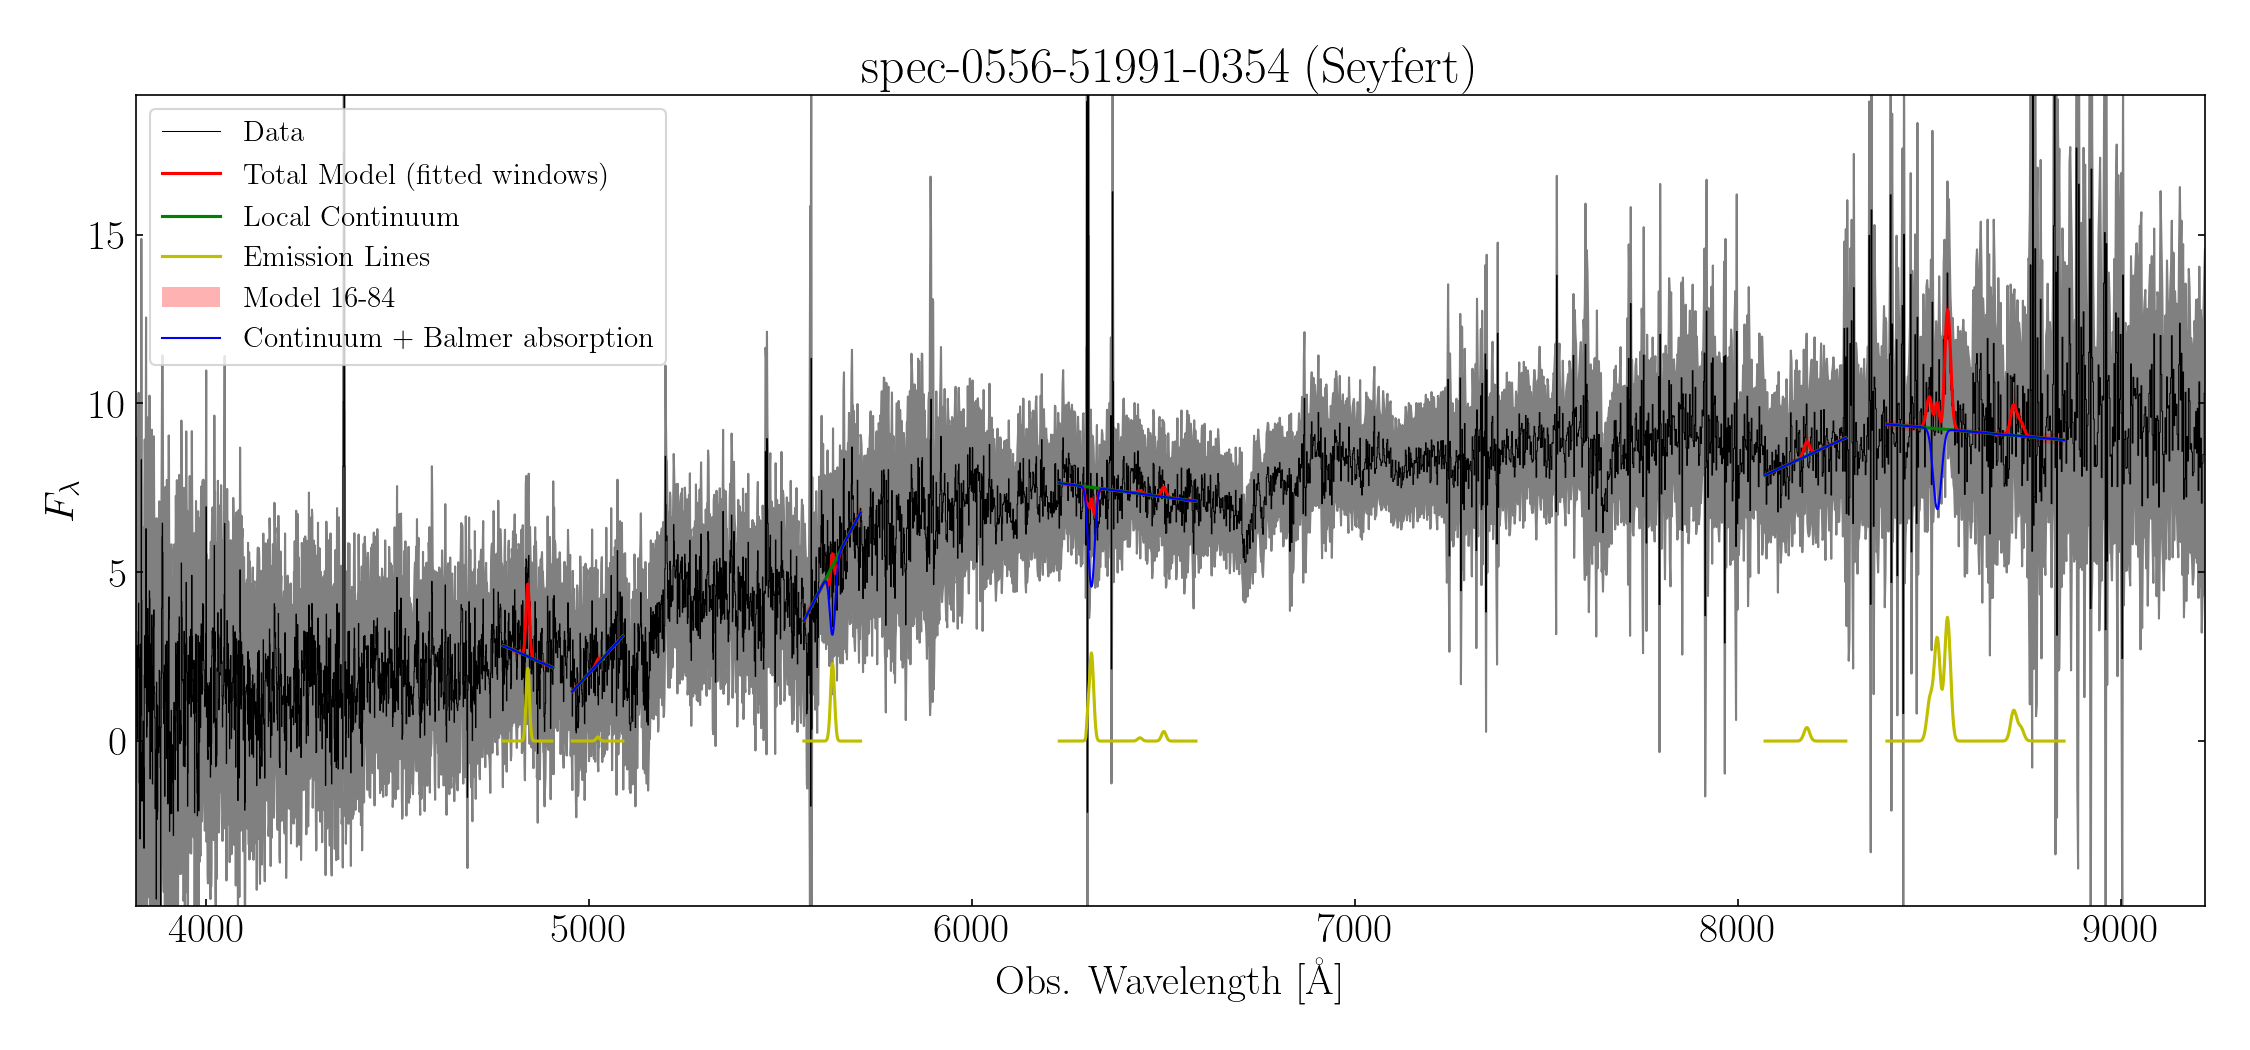 spec-0556-51991-0354 (Seyfert)
Data
Total Model (fitted windows)
Local Continuum
Emission Lines
Model 16-84
Continuum + Balmer absorption
15
10
5
0
Fλ
4000 5000 6000 7000 8000 9000
Obs. Wavelength [Å]